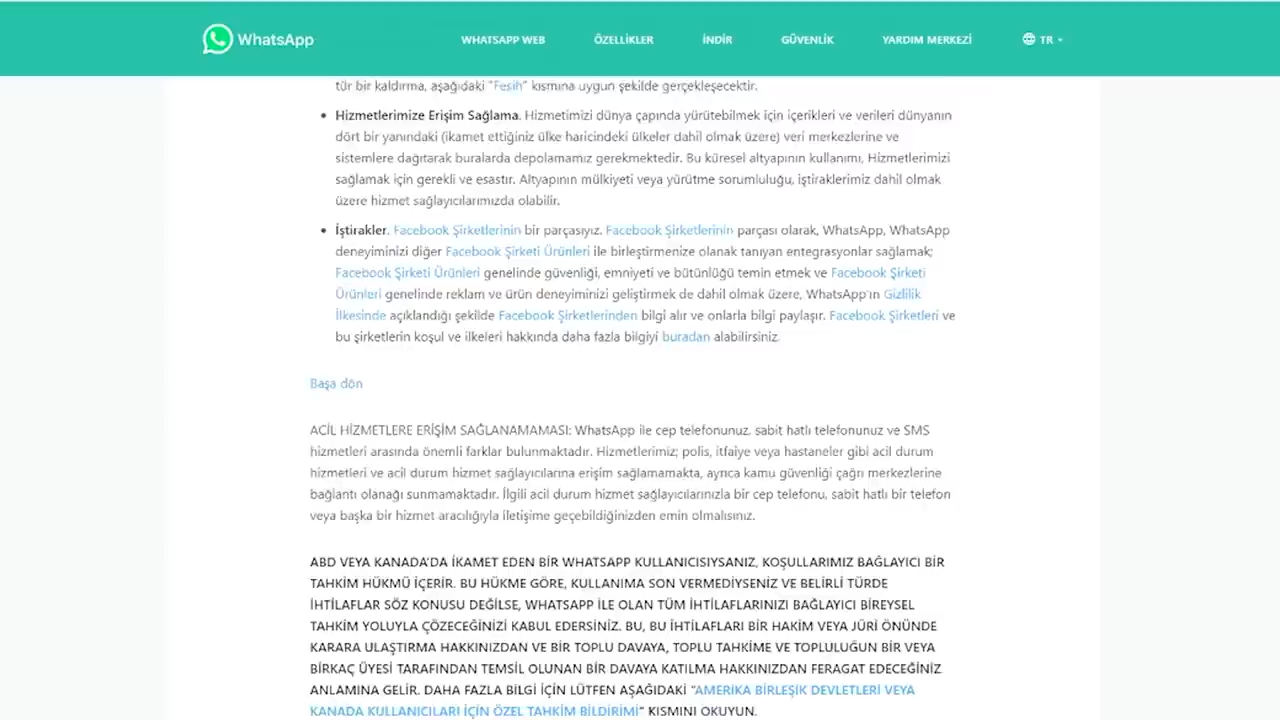 WhatsApp WHATSAPP WEB ÖZELLİKLER İNDİR GÜVENLİK YARDIM MERKEZİ TR
tür bir kaldırma, aşağıdaki "Fesih" kısmına uygun şekilde gerçekleşecektir.
• Hizmetlerimize Erişim Sağlama. Hizmetimizi dünya çapında yürütebilmek için içerikleri ve verileri dünyanın
dört bir yanındaki (ikamet ettiğiniz ülke haricindeki ülkeler dahil olmak üzere) veri merkezlerine ve
sistemlere dağıtarak buralarda depolamamız gerekmektedir. Bu küresel altyapının kullanımı, Hizmetlerimizi
sağlamak için gerekli ve esastır. Altyapının mülkiyeti veya yürütme sorumluluğu, iştiraklerimiz dahil olmak
üzere hizmet sağlayıcılarımızda olabilir.
• İştirakler. Facebook Şirketlerinin bir parçasıyız. Facebook Şirketlerinin parçası olarak, WhatsApp, WhatsApp
deneyiminizi diğer Facebook Şirketi Ürünleri ile birleştirmenize olanak tanıyan entegrasyonlar sağlamak;
Facebook Şirketi Ürünleri genelinde güvenliği, emniyeti ve bütünlüğü temin etmek ve Facebook Şirketi
Ürünleri genelinde reklam ve ürün deneyiminizi geliştirmek de dahil olmak üzere, WhatsApp'ın Gizlilik
İlkesinde açıklandığı şekilde Facebook Şirketlerinden bilgi alır ve onlarla bilgi paylaşır. Facebook Şirketleri ve
bu şirketlerin koşul ve ilkeleri hakkında daha fazla bilgiyi buradan alabilirsiniz.
Başa dön
ACİL HİZMETLERE ERİŞİM SAĞLANAMAMASI: WhatsApp ile cep telefonunuz, sabit hatlı telefonunuz ve SMS
hizmetleri arasında önemli farklar bulunmaktadır. Hizmetlerimiz; polis, itfaiye veya hastaneler gibi acil durum
hizmetleri ve acil durum hizmet sağlayıcılarına erişim sağlamamakta, ayrıca kamu güvenliği çağrı merkezlerine
bağlantı olanağı sunmamaktadır. İlgili acil durum hizmet sağlayıcılarınızla bir cep telefonu, sabit hatlı bir telefon
veya başka bir hizmet aracılığıyla iletişime geçebildiğinizden emin olmalısınız.
ABD VEYA KANADA'DA İKAMET EDEN BİR WHATSAPP KULLANICISIYSANIZ, KOŞULLARIMIZ BAĞLAYICI BİR
TAHKİM HÜKMÜ İÇERİR. BU HÜKME GÖRE, KULLANIMA SON VERMEDİYSENİZ VE BELİRLİ TÜRDE
İHTİLAFLAR SÖZ KONUSU DEĞİLSE, WHATSAPP İLE OLAN TÜM İHTİLAFLARINIZI BAĞLAYICI BİREYSEL
TAHKİM YOLUYLA ÇÖZECEĞİNİZİ KABUL EDERSİNİZ. BU, BU İHTİLAFLARI BİR HAKİM VEYA JÜRİ ÖNÜNDE
KARARA ULAŞTIRMA HAKKINIZDAN VE BİR TOPLU DAVAYA, TOPLU TAHKİME VE TOPLULUĞUN BİR VEYA
BİRKAÇ ÜYESİ TARAFINDAN TEMSİL OLUNAN BİR DAVAYA KATILMA HAKKINIZDAN FERAGAT EDECEĞİNİZ
ANLAMINA GELİR. DAHA FAZLA BİLGİ İÇİN LÜTFEN AŞAĞIDAKİ "AMERİKA BİRLEŞİK DEVLETLERİ VEYA
KANADA KULLANICILARI İÇİN ÖZEL TAHKİM BİLDİRİMİ" KISMINI OKUYUN.